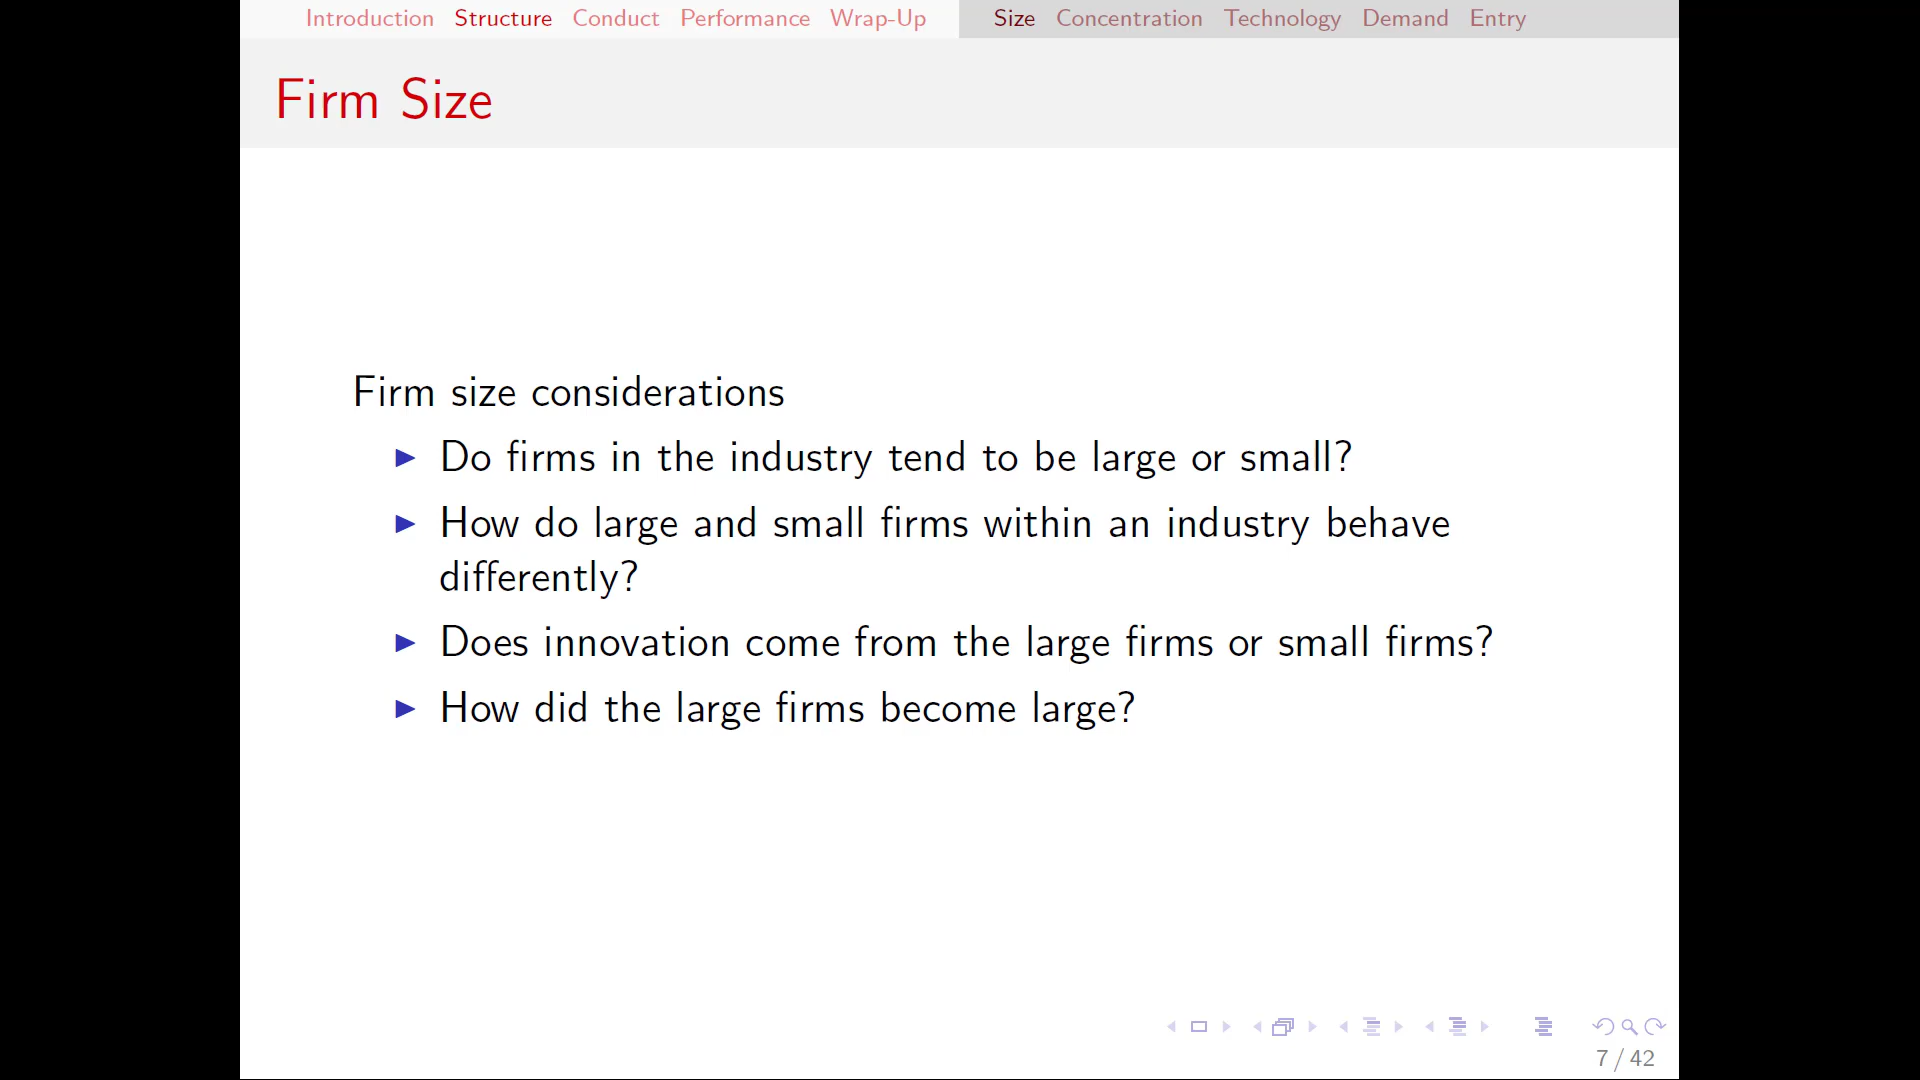 Introduction Structure Conduct Performance Wrap-Up Size Concentration Technology Demand Entry
Firm Size
Firm size considerations
Do firms in the industry tend to be large or small?
How do large and small firms within an industry behave
differently?
Does innovation come from the large firms or small firms?
How did the large firms become large?
7 / 42